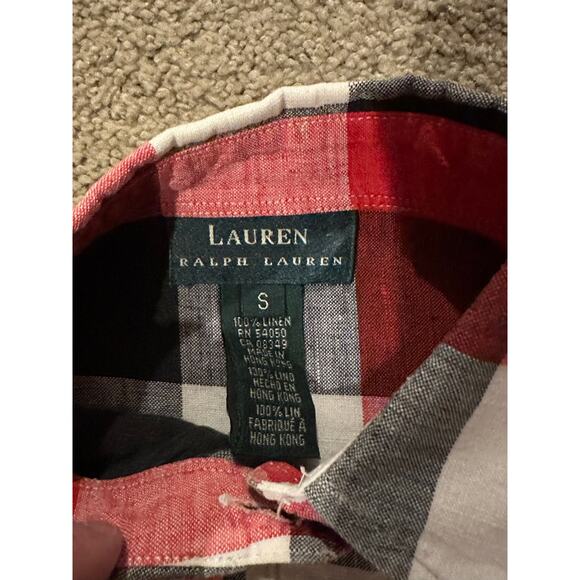 LAUREN
RALPH LAUREN
S
100% LINEN
RN 54050
CA 08349
MADE IN
HONG KONG
100% LINO
HECHO EN
HONG KONG
100% LIN
FABRIQUÉ À
HONG KONG